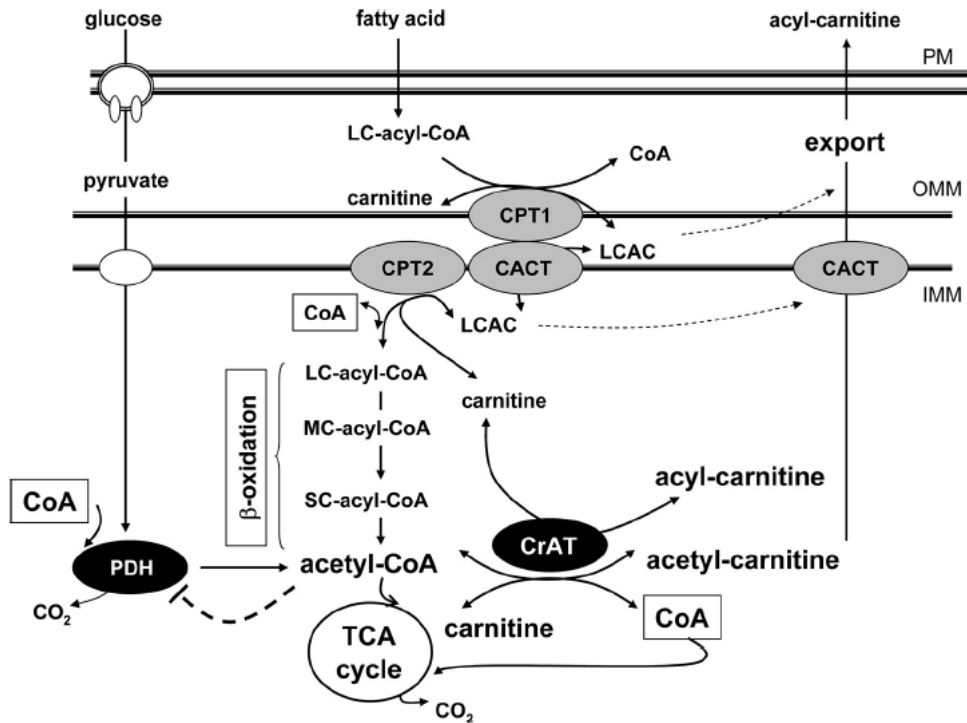 glucose
fatty acid
acyl-carnitine
PM
LC-acyl-CoA
CoA
export
pyruvate
carnitine
OMM
CPT1
LCAC
CPT2
CACT
CACT
IMM
CoA
LCAC
LC-acyl-CoA
carnitine
β-oxidation
MC-acyl-CoA
acyl-carnitine
CoA
SC-acyl-CoA
CrAT
PDH
acetyl-CoA
acetyl-carnitine
CO2
carnitine
CoA
TCA
cycle
CO2